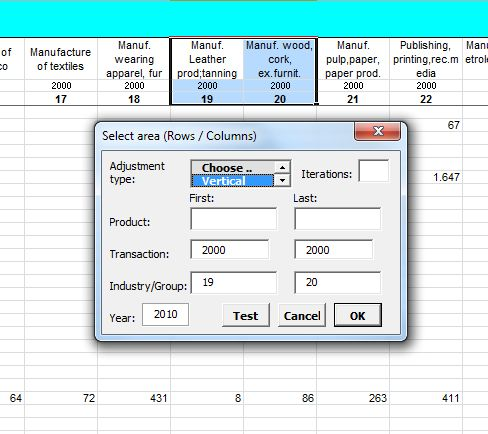 of Manufacture Manuf. Manuf. Manuf. wood, Manuf. Publishing, Manu
co of textiles wearing Leather cork, pulp,paper, printing,rec.m etrole
apparel, fur prod;tanning ex.furnit. paper prod. edia
2000 2000 2000 2000 2000 2000
17 18 19 20 21 22
67
1.647
Select area (Rows / Columns)
Adjustment type: Choose .. Iterations:
Vertical
First: Last:
Product:
Transaction: 2000 2000
Industry/Group: 19 20
Year: 2010 Test Cancel OK
64 72 431 8 86 263 411